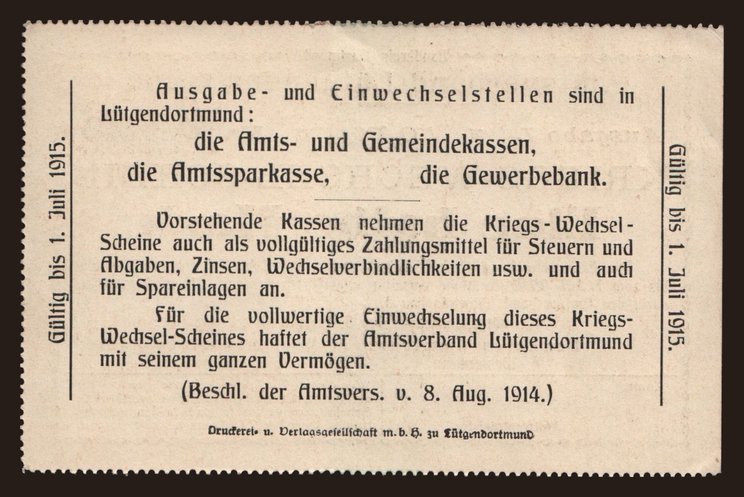 Gültig bis 1. Juli 1915.
Ausgabe- und Einwechselstellen sind in
Lütgendortmund:
die Amts- und Gemeindekassen,
die Amtssparkasse, die Gewerbebank.
Vorstehende Kassen nehmen die Kriegs-Wechsel-
Scheine auch als vollgültiges Zahlungsmittel für Steuern und
Abgaben, Zinsen, Wechselverbindlichkeiten usw. und auch
für Spareinlagen an.
Für die vollwertige Einwechselung dieses Kriegs-
Wechsel-Scheines haftet der Amtsverband Lütgendortmund
mit seinem ganzen Vermögen.
(Beschl. der Amtsvers. v. 8. Aug. 1914.)
Druckerei- u. Verlagsgesellschaft m. b. H. zu Lütgendortmund
Gültig bis 1. Juli 1915.